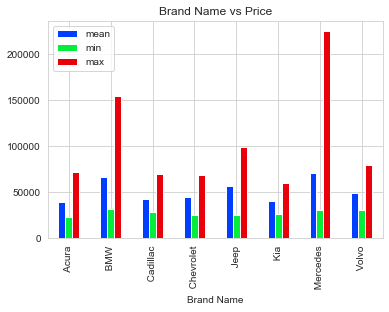 Brand Name vs Price
mean
min
max
200000
150000
100000
50000
0
Acura
BMW
Cadillac
Chevrolet
Jeep
Kia
Mercedes
Volvo
Brand Name